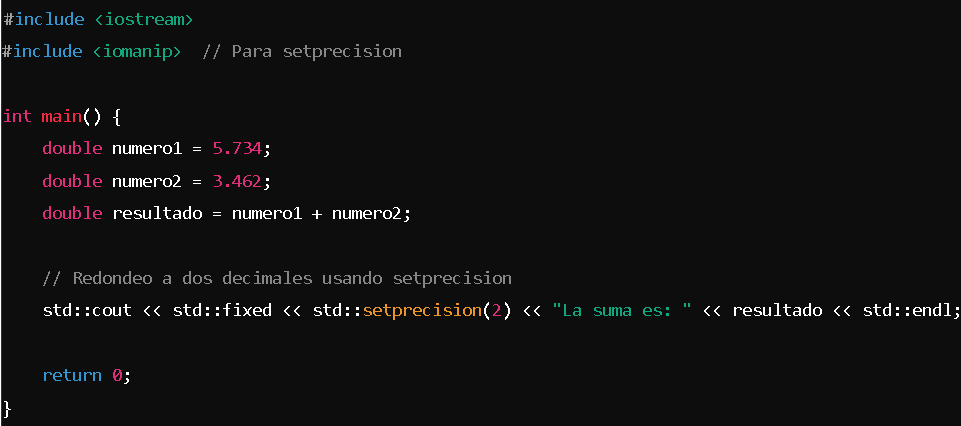 #include <iostream>
#include <iomanip>  // Para setprecision
int main() {
    double numero1 = 5.734;
    double numero2 = 3.462;
    double resultado = numero1 + numero2;
    // Redondeo a dos decimales usando setprecision
    std::cout << std::fixed << std::setprecision(2) << "La suma es: " << resultado << std::endl;
    return 0;
}